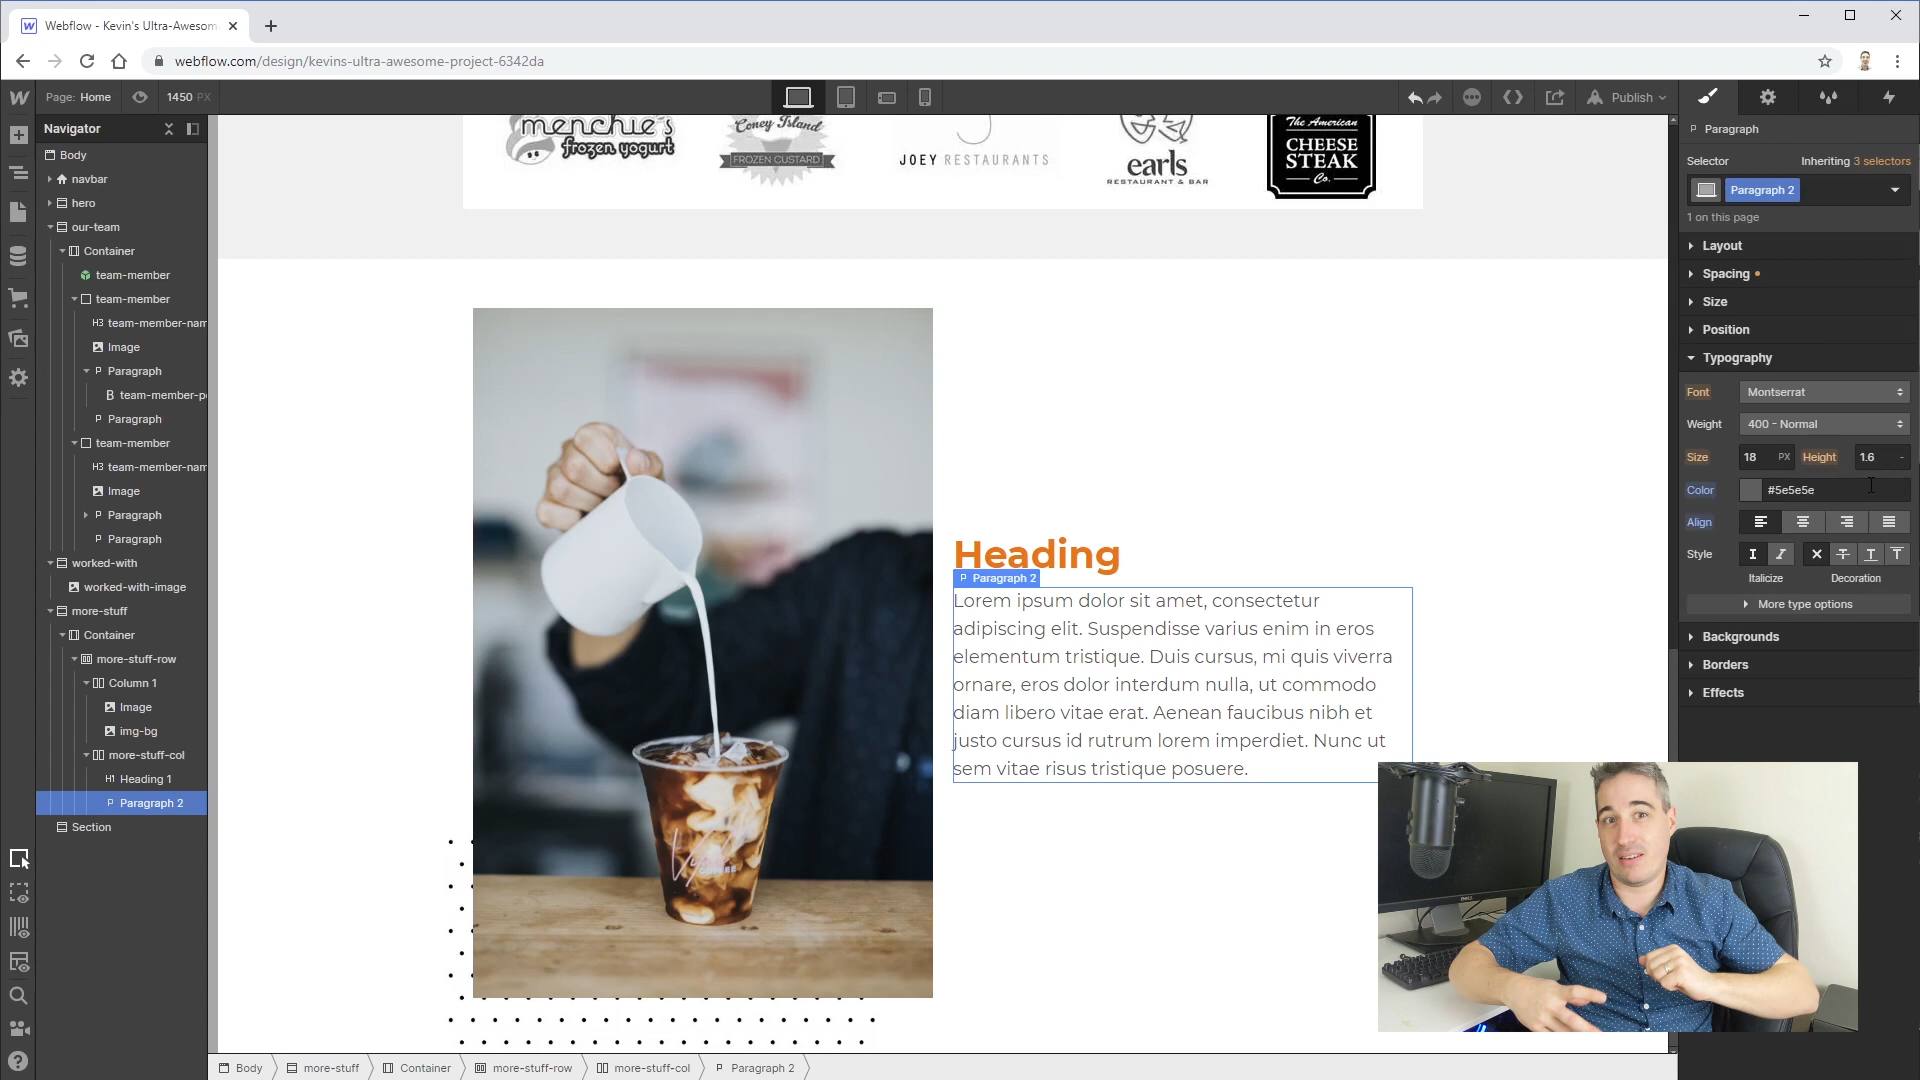 Webflow - Kevin's Ultra-Awesom
webflow.com/design/kevins-ultra-awesome-project-6342da
Page: Home
1450 PX
Publish
Navigator
Body
navbar
hero
our-team
Container
team-member
team-member
H3 team-member-nam
Image
Paragraph
B team-member-p
Paragraph
team-member
H3 team-member-nam
Image
Paragraph
Paragraph
worked-with
worked-with-image
more-stuff
Container
more-stuff-row
Column 1
Image
img-bg
more-stuff-col
H1 Heading 1
Paragraph 2
Section
menchie's
frozen yogurt
Coney Island
FROZEN CUSTARD
JOEY RESTAURANTS
earls
RESTAURANT & BAR
The American
CHEESE
STEAK
Co.
Heading
Paragraph 2
Lorem ipsum dolor sit amet, consectetur
adipiscing elit. Suspendisse varius enim in eros
elementum tristique. Duis cursus, mi quis viverra
ornare, eros dolor interdum nulla, ut commodo
diam libero vitae erat. Aenean faucibus nibh et
justo cursus id rutrum lorem imperdiet. Nunc ut
sem vitae risus tristique posuere.
COFFEE
DELL
Paragraph
Selector
Inheriting 3 selectors
Paragraph 2
1 on this page
Layout
Spacing
Size
Position
Typography
Font
Montserrat
Weight
400 - Normal
Size
18 PX
Height
1.6 -
Color
#5e5e5e
Align
Style
Italicize
Decoration
More type options
Backgrounds
Borders
Effects
Body
more-stuff
Container
more-stuff-row
more-stuff-col
Paragraph 2